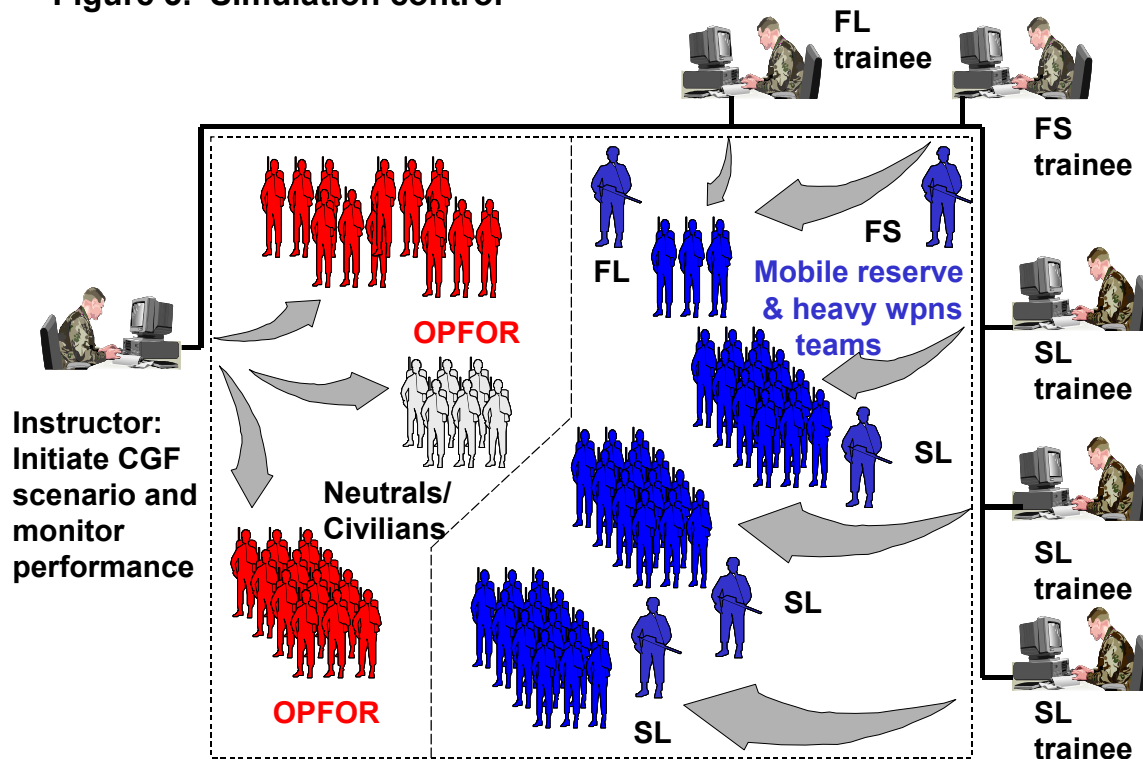 Figure Simulation control
FL
trainee
FS
trainee
FL
FS
Mobile reserve
& heavy wpns
teams
OPFOR
SL
trainee
Instructor:
Initiate CGF
scenario and
monitor
performance
Neutrals/
Civilians
SL
SL
trainee
SL
OPFOR
SL
SL
trainee